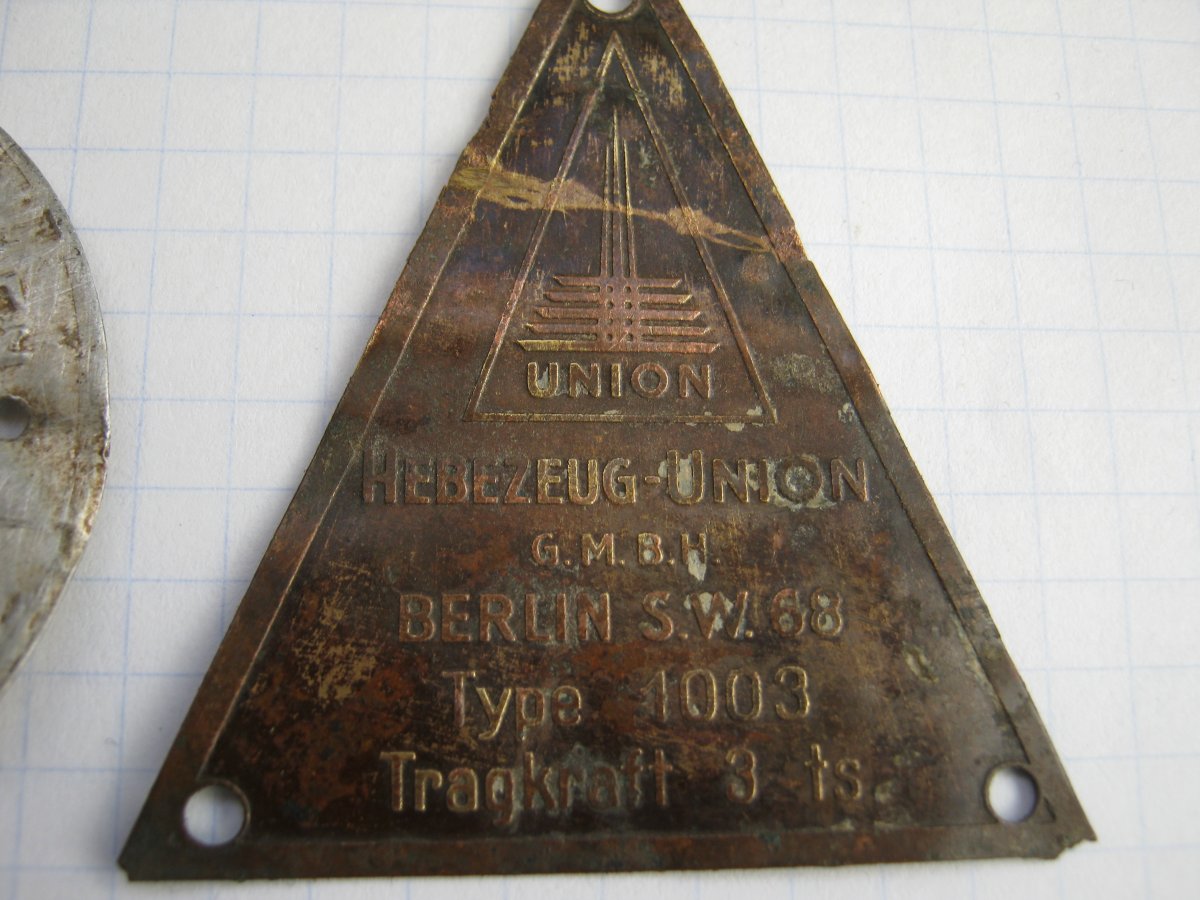 UNION
HEBEZEUG-UNION
G.M.B.H.
BERLIN S.W. 68
Type 1003
Tragkraft 3 ts.